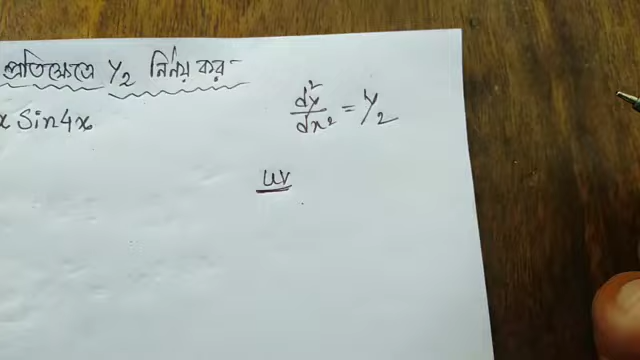 প্রতিক্ষেত্রে y₂ নির্ণয় কর-
x Sin4x
d²y/dx² = y₂
uv